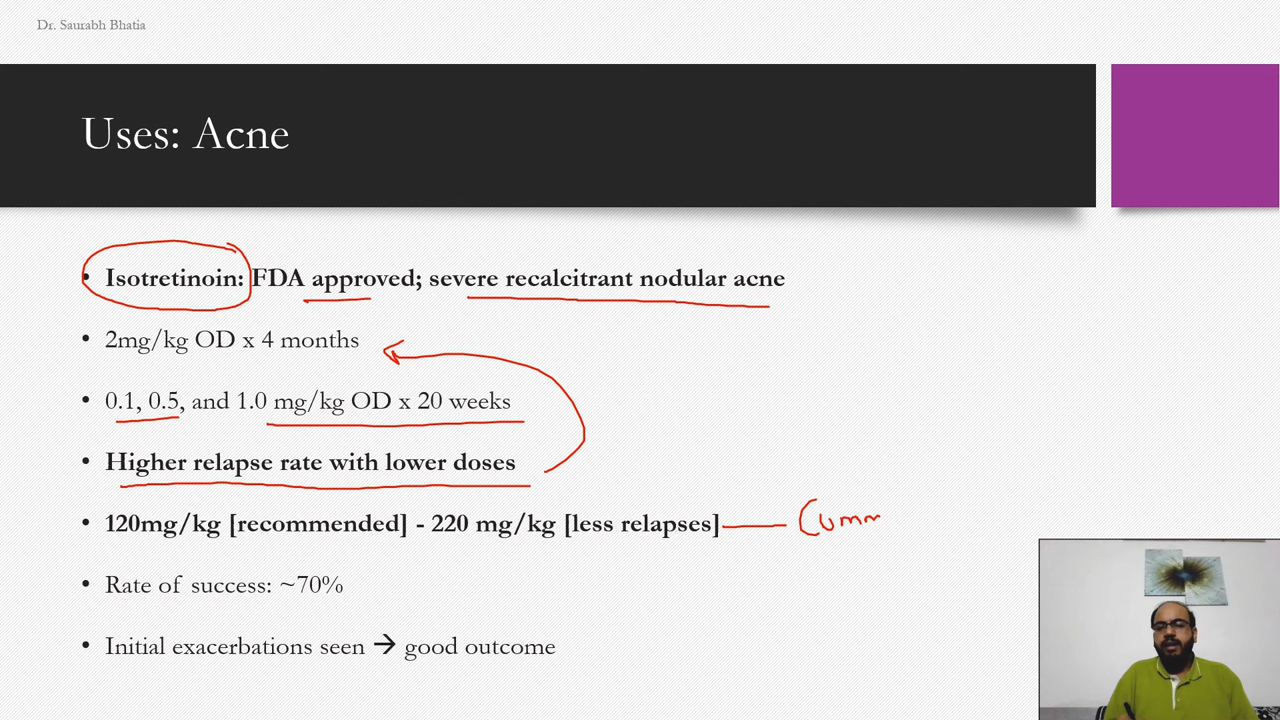 Dr. Saurabh Bhatia
Uses: Acne
• Isotretinoin: FDA approved; severe recalcitrant nodular acne
• 2mg/kg OD x 4 months
• 0.1, 0.5, and 1.0 mg/kg OD x 20 weeks
• Higher relapse rate with lower doses
• 120mg/kg [recommended] - 220 mg/kg [less relapses] — Cumm
• Rate of success: ~70%
• Initial exacerbations seen → good outcome